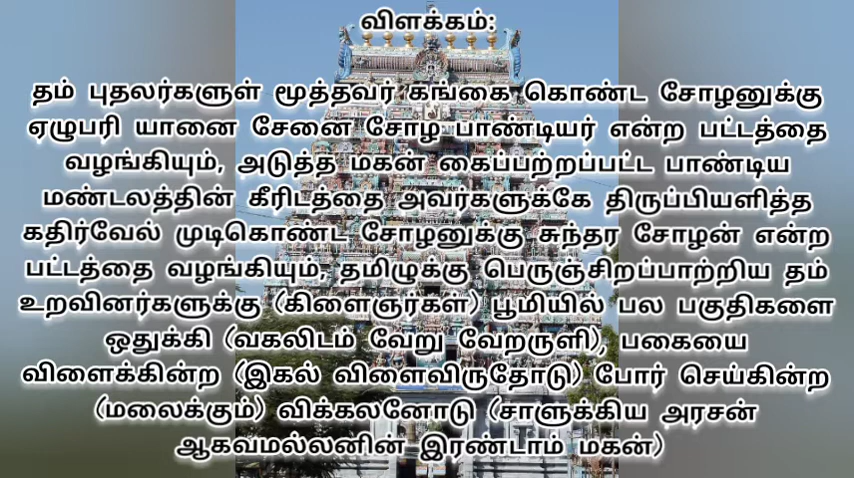 விளக்கம்:
தம் புதலர்களுள் மூத்தவர் கங்கை கொண்ட சோழனுக்கு
ஏழுபரி யானை சேனை சோழ பாண்டியர் என்ற பட்டத்தை
வழங்கியும், அடுத்த மகன் கைப்பற்றப்பட்ட பாண்டிய
மண்டலத்தின் கீரிடத்தை அவர்களுக்கே திருப்பியளித்த
கதிர்வேல் முடிகொண்ட சோழனுக்கு சுந்தர சோழன் என்ற
பட்டத்தை வழங்கியும், தமிழுக்கு பெருஞ்சிறப்பாற்றிய தம்
உறவினர்களுக்கு (கிளைஞர்கள்) பூமியில் பல பகுதிகளை
ஒதுக்கி (வகலிடம் வேறு வேறருளி), பகையை
விளைக்கின்ற (இகல் விளைவிருதோடு) போர் செய்கின்ற
(மலைக்கும்) விக்கலனோடு (சாளுக்கிய அரசன்
ஆகவமல்லனின் இரண்டாம் மகன்)